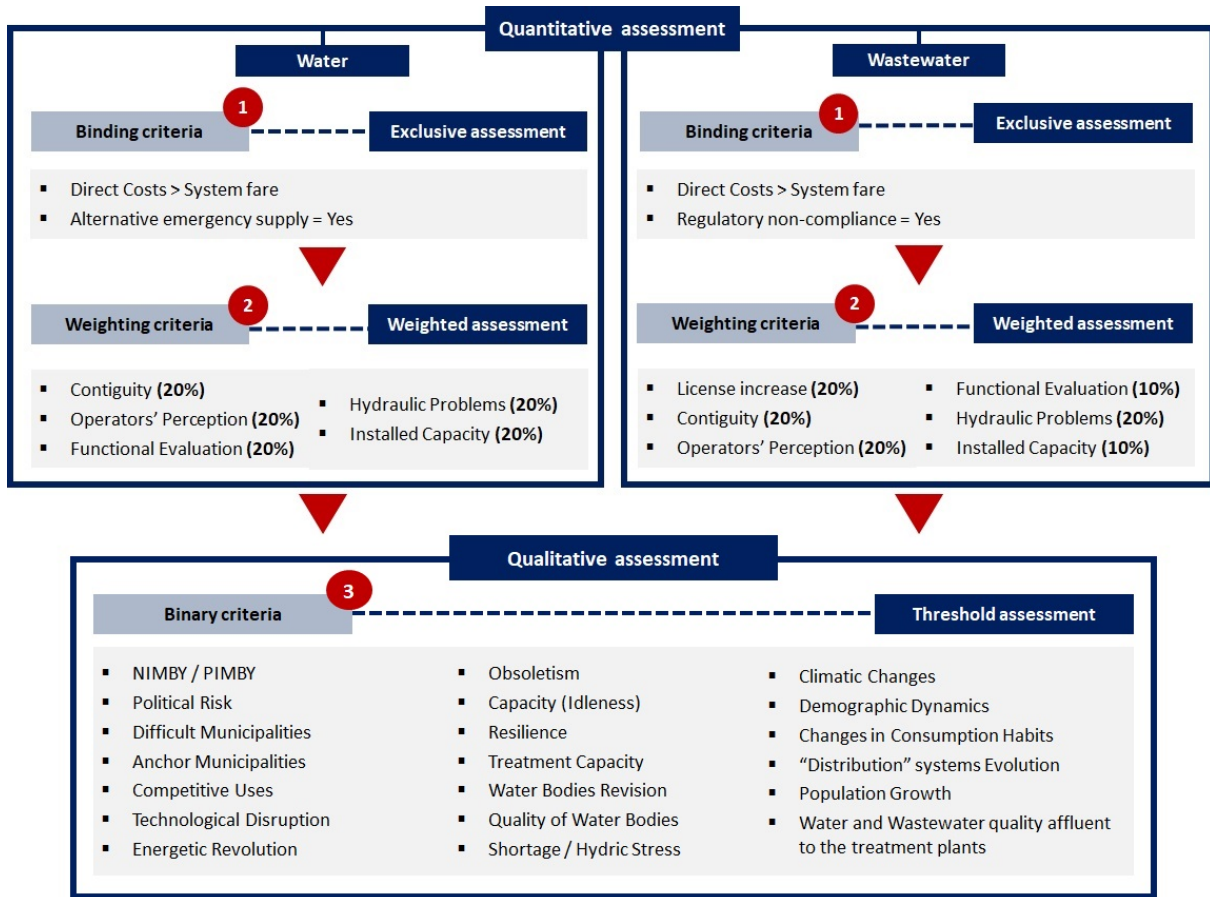 Quantitative assessment
Water
1
Binding criteria
Exclusive assessment
▪ Direct Costs > System fare
▪ Alternative emergency supply = Yes
2
Weighting criteria
Weighted assessment
▪ Contiguity (20%)
▪ Operators’ Perception (20%)
▪ Functional Evaluation (20%)
▪ Hydraulic Problems (20%)
▪ Installed Capacity (20%)
Wastewater
1
Binding criteria
Exclusive assessment
▪ Direct Costs > System fare
▪ Regulatory non-compliance = Yes
2
Weighting criteria
Weighted assessment
▪ License increase (20%)
▪ Contiguity (20%)
▪ Operators’ Perception (20%)
▪ Functional Evaluation (10%)
▪ Hydraulic Problems (20%)
▪ Installed Capacity (10%)
Qualitative assessment
3
Binary criteria
Threshold assessment
▪ NIMBY / PIMBY
▪ Political Risk
▪ Difficult Municipalities
▪ Anchor Municipalities
▪ Competitive Uses
▪ Technological Disruption
▪ Energetic Revolution
▪ Obsoletism
▪ Capacity (Idleness)
▪ Resilience
▪ Treatment Capacity
▪ Water Bodies Revision
▪ Quality of Water Bodies
▪ Shortage / Hydric Stress
▪ Climatic Changes
▪ Demographic Dynamics
▪ Changes in Consumption Habits
▪ “Distribution” systems Evolution
▪ Population Growth
▪ Water and Wastewater quality affluent
to the treatment plants